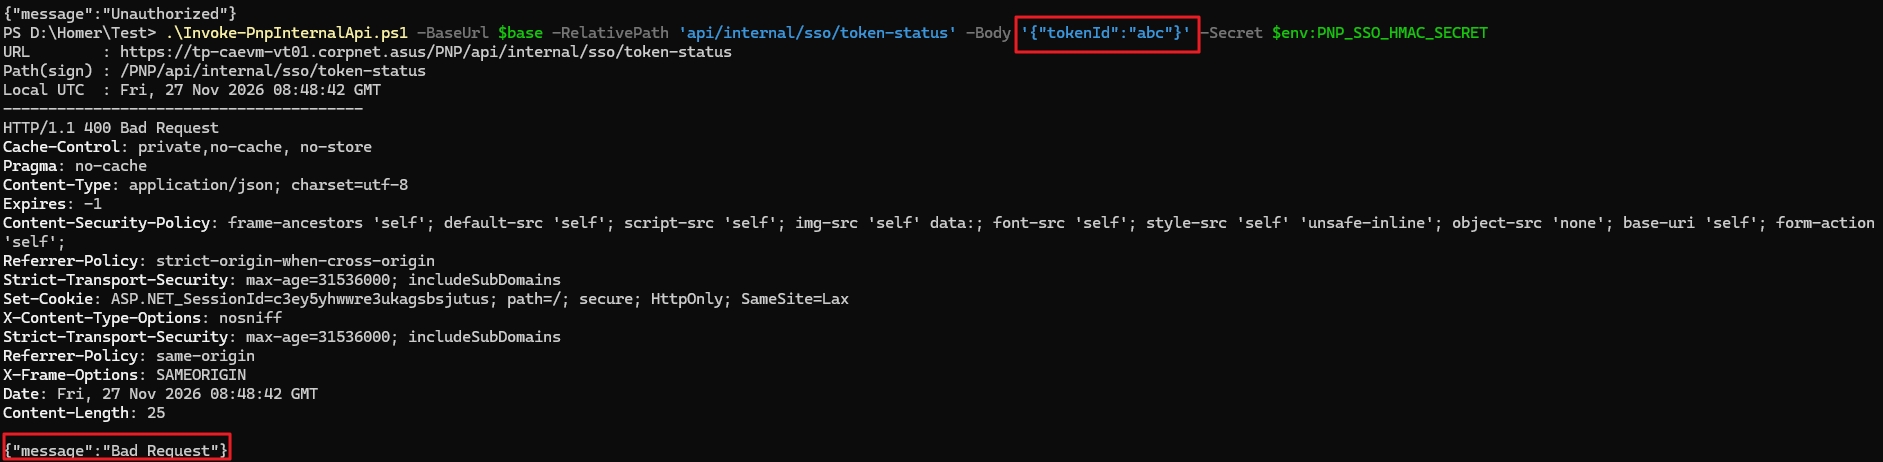 {"message":"Unauthorized"}
PS D:\Homer\Test> .\Invoke-PnpInternalApi.ps1 -BaseUrl $base -RelativePath 'api/internal/sso/token-status' -Body '{"tokenId":"abc"}' -Secret $env:PNP_SSO_HMAC_SECRET
URL        : https://tp-caevm-vt01.corpnet.asus/PNP/api/internal/sso/token-status
Path(sign) : /PNP/api/internal/sso/token-status
Local UTC  : Fri, 27 Nov 2026 08:48:42 GMT
----------------------------------------
HTTP/1.1 400 Bad Request
Cache-Control: private,no-cache, no-store
Pragma: no-cache
Content-Type: application/json; charset=utf-8
Expires: -1
Content-Security-Policy: frame-ancestors 'self'; default-src 'self'; script-src 'self'; img-src 'self' data:; font-src 'self'; style-src 'self' 'unsafe-inline'; object-src 'none'; base-uri 'self'; form-action
'self';
Referrer-Policy: strict-origin-when-cross-origin
Strict-Transport-Security: max-age=31536000; includeSubDomains
Set-Cookie: ASP.NET_SessionId=c3ey5yhwwre3ukagsbsjutus; path=/; secure; HttpOnly; SameSite=Lax
X-Content-Type-Options: nosniff
Strict-Transport-Security: max-age=31536000; includeSubDomains
Referrer-Policy: same-origin
X-Frame-Options: SAMEORIGIN
Date: Fri, 27 Nov 2026 08:48:42 GMT
Content-Length: 25
{"message":"Bad Request"}